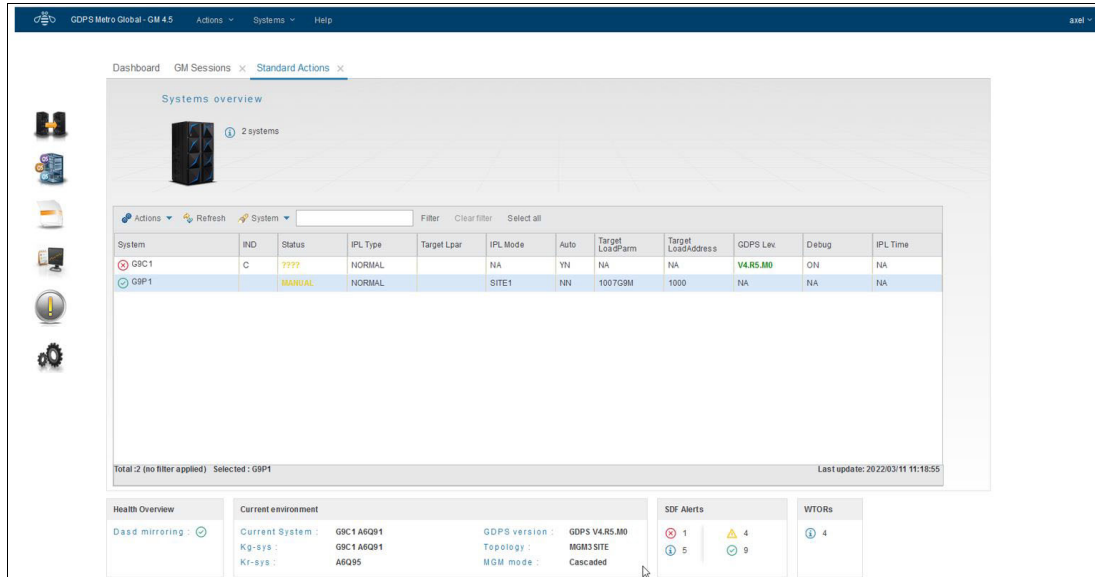 GDPS Metro Global - GM 4.5 Actions Systems Help axel
Dashboard GM Sessions Standard Actions
Systems overview
2 systems
Actions Refresh System Filter Clear filter Select all
System IND Status IPL Type Target Lpar IPL Mode Auto Target LoadParm Target LoadAddress GDPS Lev. Debug IPL Time
G9C1 C ???? NORMAL NA YN NA NA V4.R5.M0 ON NA
G9P1 MANUAL NORMAL SITE1 NN 1007G9M 1000 NA NA NA
Total :2 (no filter applied) Selected : G9P1 Last update: 2022/03/11 11:18:55
Health Overview Current environment SDF Alerts WTORs
Dasd mirroring : Current System : G9C1 A6Q91 GDPS version : GDPS V4.R5.M0 1 4 4
Kg-sys : G9C1 A6Q91 Topology : MGM3 SITE 5 9
Kr-sys : A6Q95 MGM mode : Cascaded